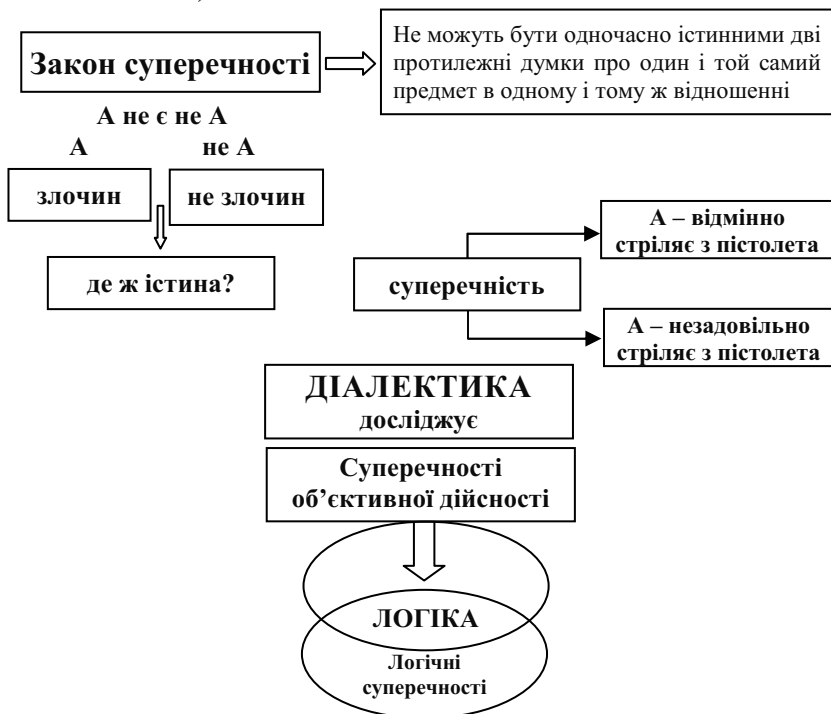 Закон суперечності
Не можуть бути одночасно істинними дві
протилежні думки про один і той самий
предмет в одному і тому ж відношенні
А не є не А
А не А
злочин не злочин
де ж істина?
суперечність
А – відмінно
стріляє з пістолета
А – незадовільно
стріляє з пістолета
ДІАЛЕКТИКА
досліджує
Суперечності
об’єктивної дійсності
ЛОГІКА
Логічні
суперечності